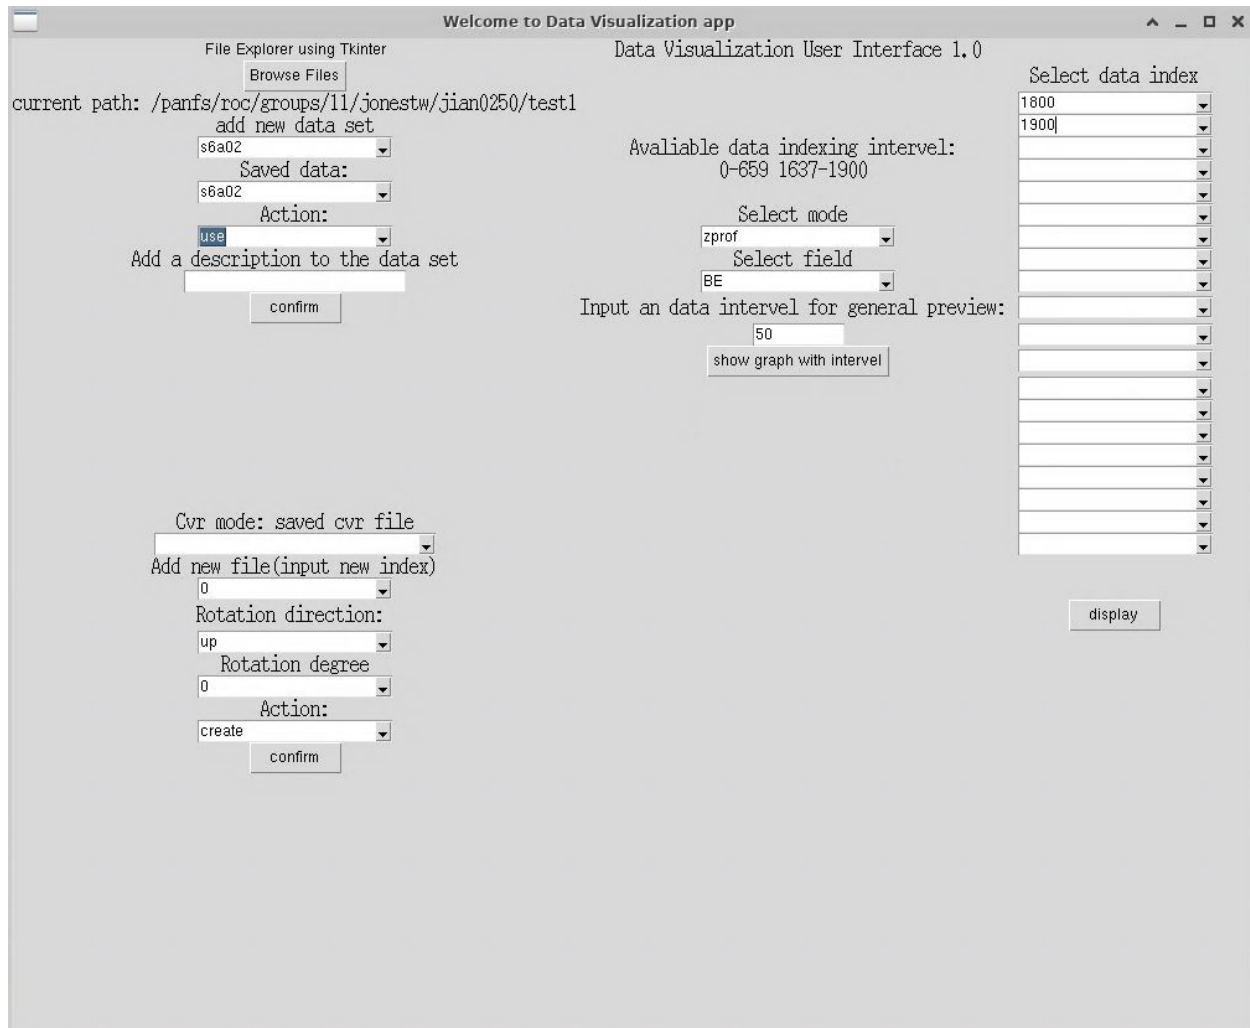 Welcome to Data Visualization app
File Explorer using Tkinter
Browse Files
current path: /panfs/roc/groups/11/jonestw/jian0250/test1
add new data set
s6a02
Saved data:
s6a02
Action:
use
Add a description to the data set
confirm
Cvr mode: saved cvr file
Add new file(input new index)
0
Rotation direction:
up
Rotation degree
0
Action:
create
confirm
Data Visualization User Interface 1.0
Avaliable data indexing intervel:
0-659 1637-1900
Select mode
zprof
Select field
BE
Input an data intervel for general preview:
50
show graph with intervel
Select data index
1800
1900
display